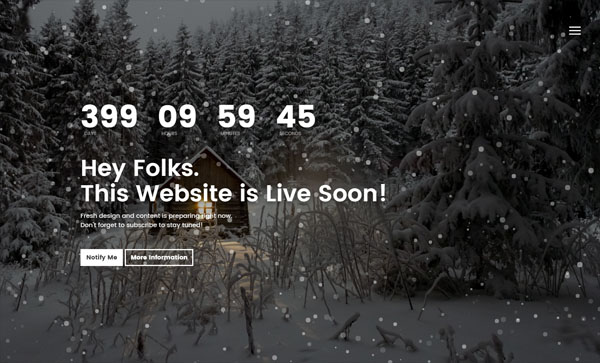 399 09 59 45
DAYS HOURS MINUTES SECONDS
Hey Folks.
This Website is Live Soon!
Fresh design and content is preparing right now.
Don't forget to subscribe to stay tuned!
Notify Me More Information